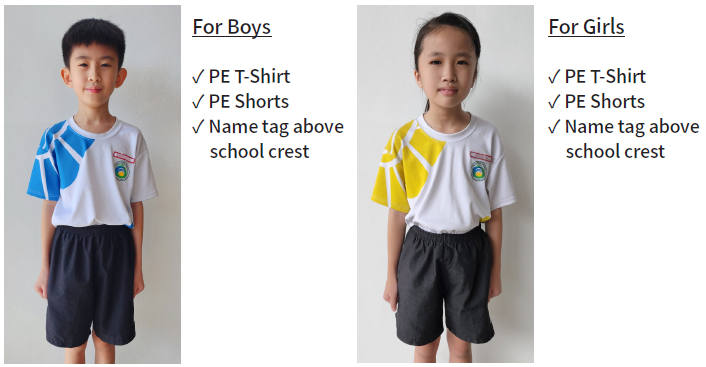 For Boys
✓ PE T-Shirt
✓ PE Shorts
✓ Name tag above
school crest
For Girls
✓ PE T-Shirt
✓ PE Shorts
✓ Name tag above
school crest